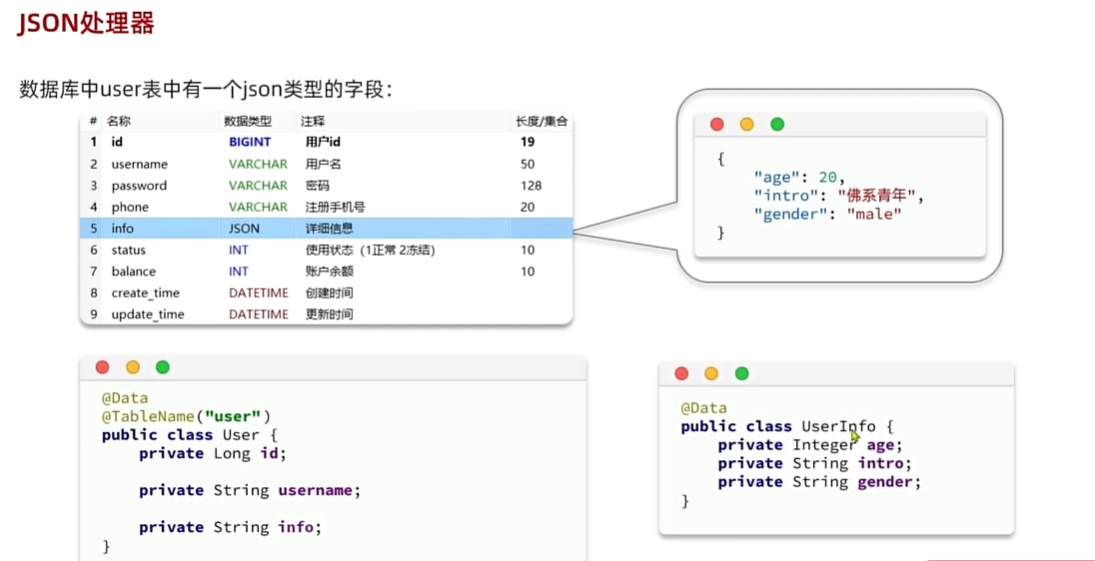 JSON处理器
数据库中user表中有一个json类型的字段：
# 名称 数据类型 注释 长度/集合
1 id BIGINT 用户id 19
2 username VARCHAR 用户名 50
3 password VARCHAR 密码 128
4 phone VARCHAR 注册手机号 20
5 info JSON 详细信息
6 status INT 使用状态（1正常 2冻结） 10
7 balance INT 账户余额 10
8 create_time DATETIME 创建时间
9 update_time DATETIME 更新时间
{
"age": 20,
"intro": "佛系青年",
"gender": "male"
}
@Data
@TableName("user")
public class User {
private Long id;
private String username;
private String info;
}
@Data
public class UserInfo {
private Integer age;
private String intro;
private String gender;
}